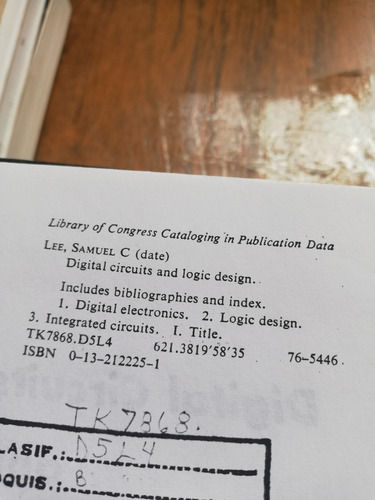 Library of Congress Cataloging in Publication Data
LEE, SAMUEL C (date)
Digital circuits and logic design.
Includes bibliographies and index.
1. Digital electronics. 2. Logic design.
3. Integrated circuits. I. Title.
TK7868.D5L4 621.3819'58'35 76-5446
ISBN 0-13-212225-1
TK7868.
LASIF.: D5L4
QUIS.: B